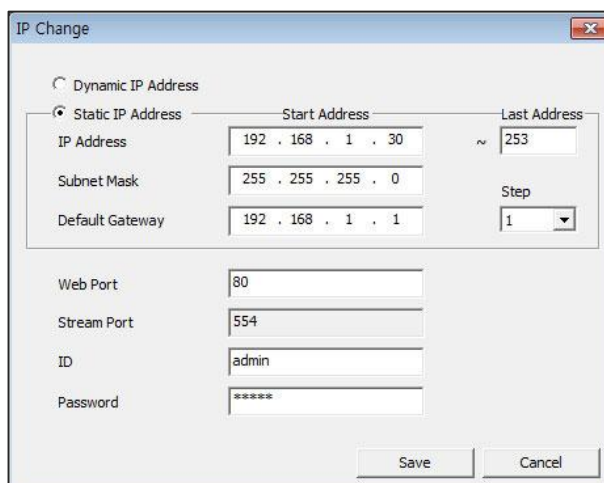 IP Change
Dynamic IP Address
Static IP Address Start Address Last Address
IP Address 192 . 168 . 1 . 30 ~ 253
Subnet Mask 255 . 255 . 255 . 0
Step
Default Gateway 192 . 168 . 1 . 1 1
Web Port 80
Stream Port 554
ID admin
Password *****
Save Cancel